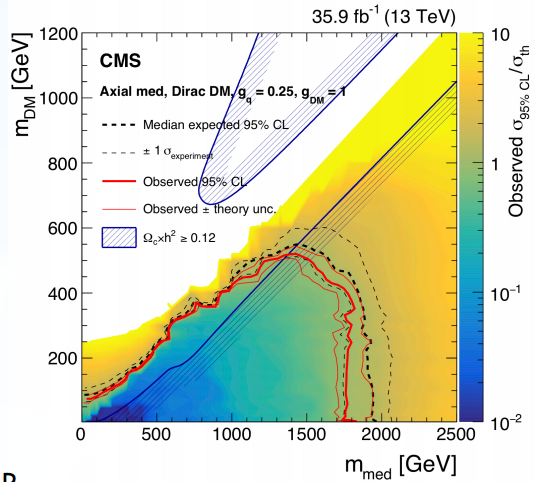 35.9 fb⁻¹ (13 TeV)
CMS
Axial med, Dirac DM, g_q = 0.25, g_DM = 1
Median expected 95% CL
± 1 σ_experiment
Observed 95% CL
Observed ± theory unc.
Ω_c×h² ≥ 0.12
m_DM [GeV]
1200
1000
800
600
400
200
0
500
1000
1500
2000
2500
m_med [GeV]
10
1
10⁻¹
10⁻²
Observed σ_95% CL/σ_th